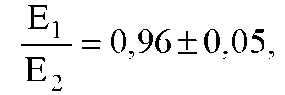 E₁/E₂ = 0,96 ± 0,05,